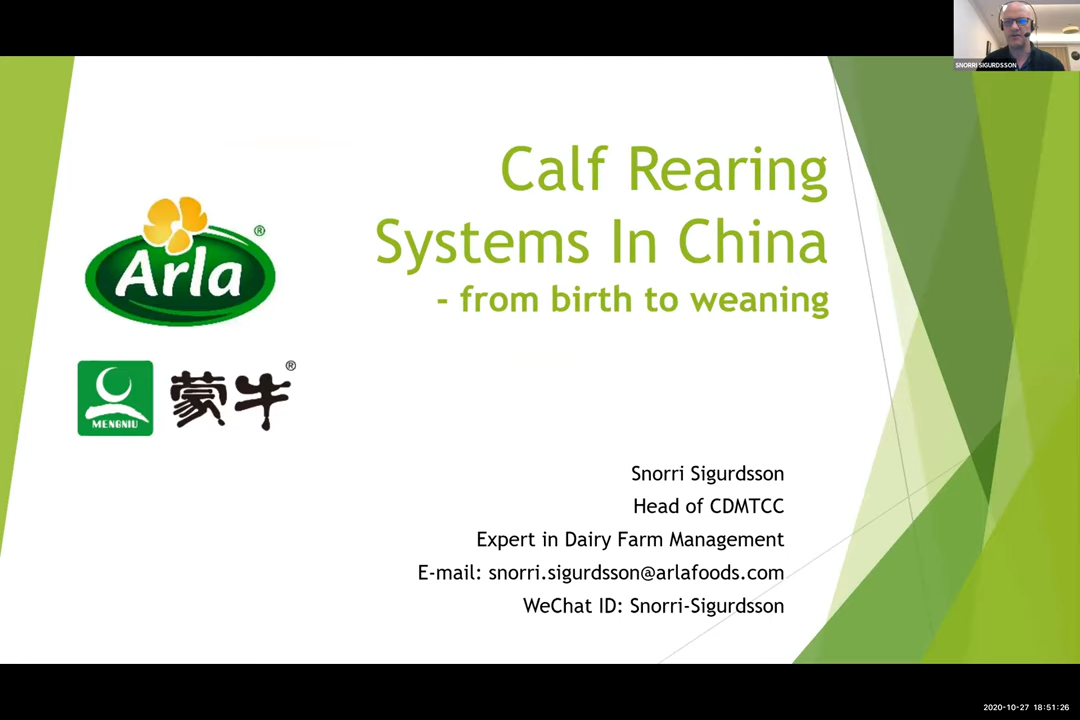 SNORRI SIGURDSSON
Calf Rearing
Systems In China
- from birth to weaning
Arla®
MENGNIU
蒙牛®
Snorri Sigurdsson
Head of CDMTCC
Expert in Dairy Farm Management
E-mail: snorri.sigurdsson@arlafoods.com
WeChat ID: Snorri-Sigurdsson
2020-10-27 18:51:26